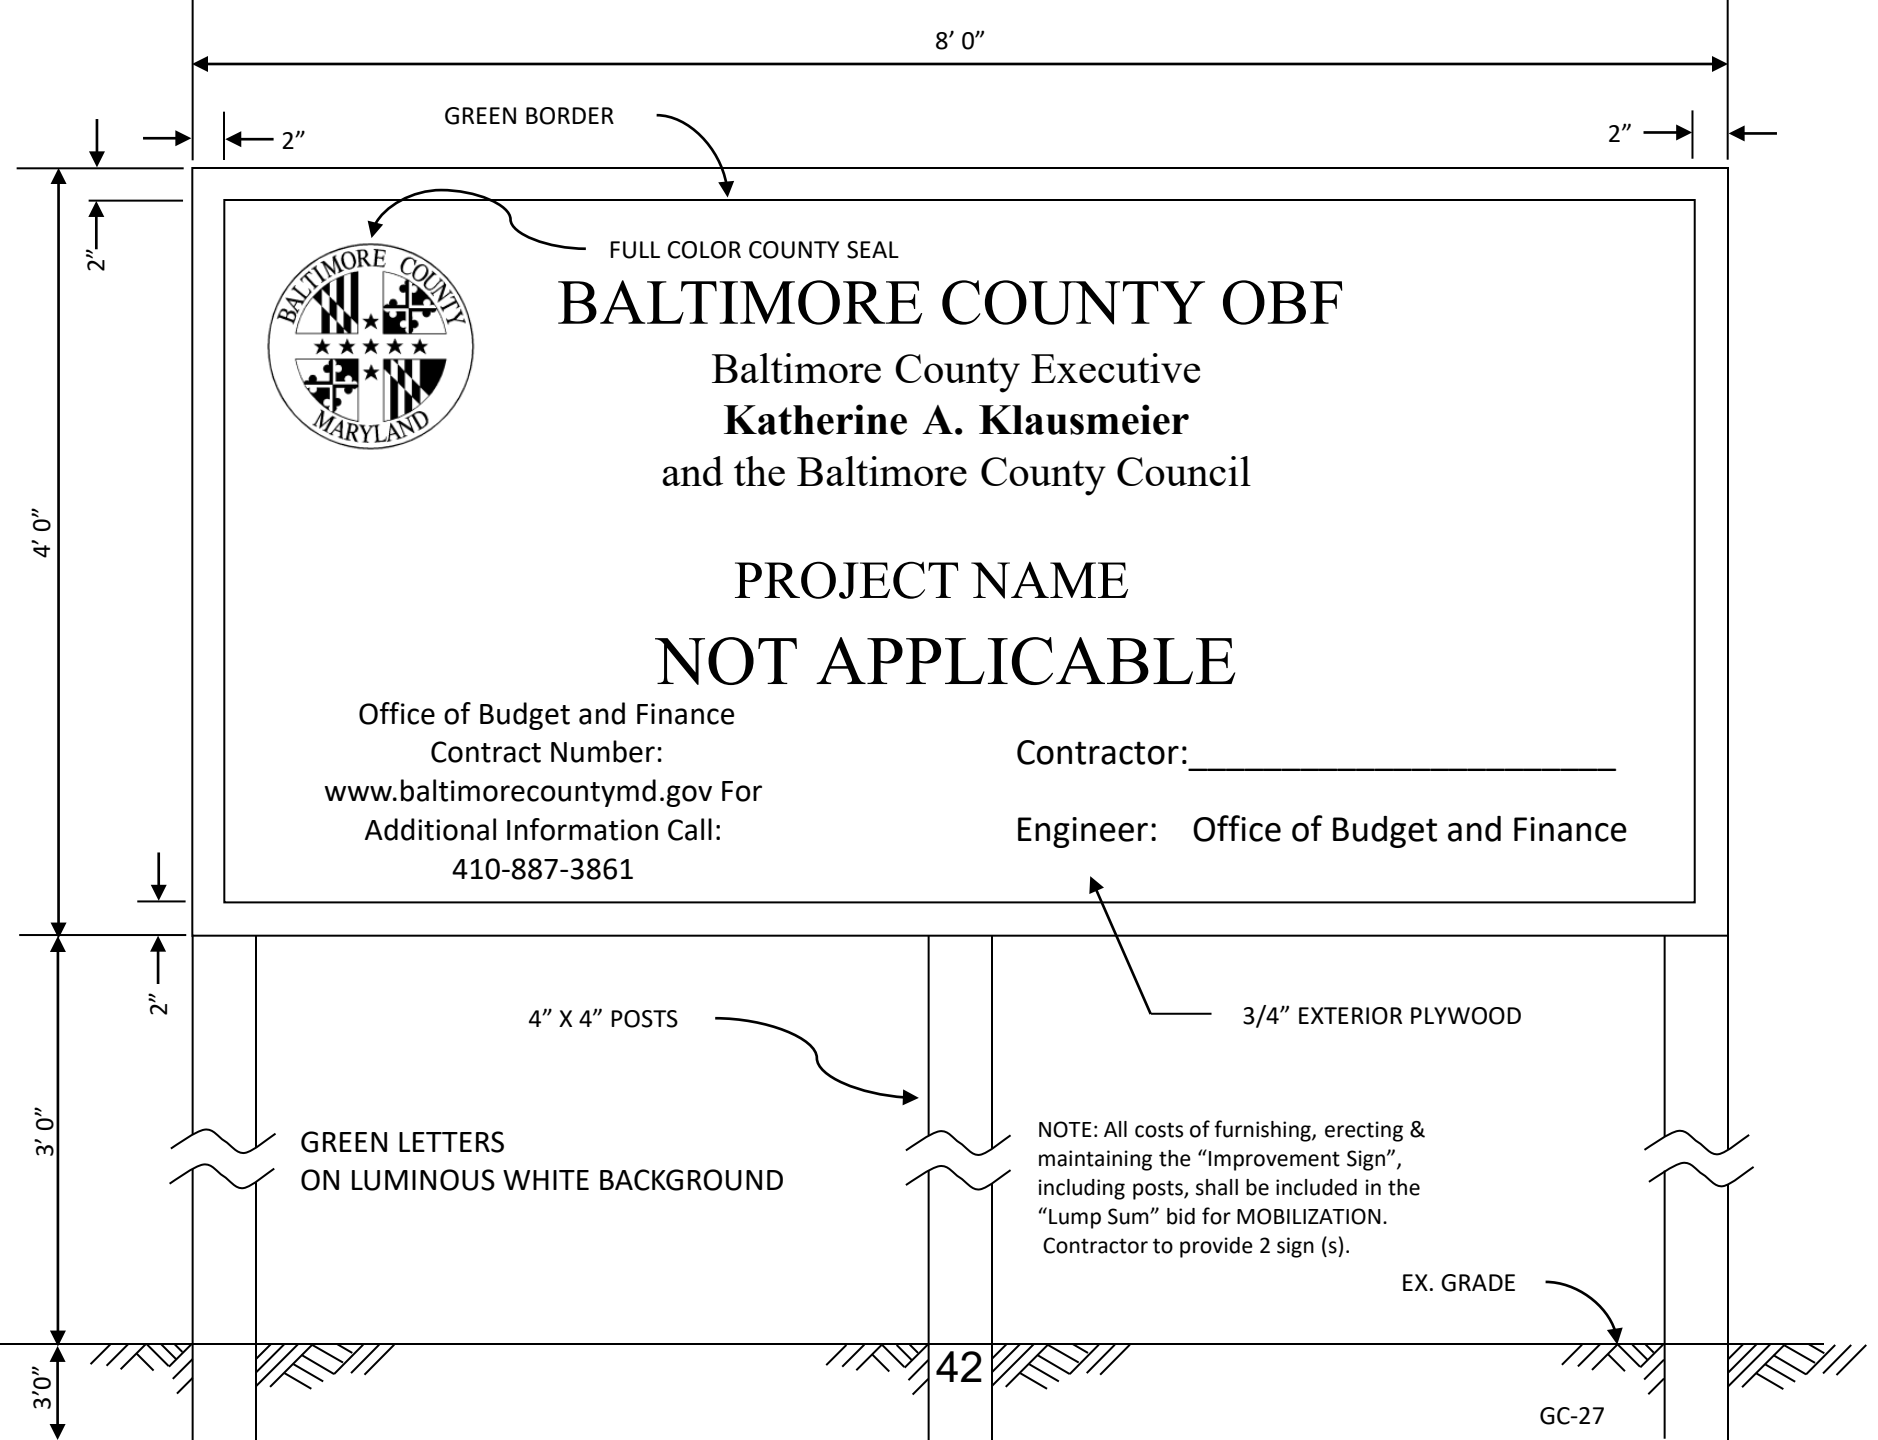 8’ 0”
GREEN BORDER
2”
2”
2”
FULL COLOR COUNTY SEAL
BALTIMORE COUNTY
MARYLAND
BALTIMORE COUNTY OBF
Baltimore County Executive
Katherine A. Klausmeier
and the Baltimore County Council
4’ 0”
PROJECT NAME
NOT APPLICABLE
Office of Budget and Finance
Contract Number:
www.baltimorecountymd.gov For
Additional Information Call:
410-887-3861
Contractor:_______________________
Engineer: Office of Budget and Finance
2”
4” X 4” POSTS
3/4” EXTERIOR PLYWOOD
3’ 0”
GREEN LETTERS
ON LUMINOUS WHITE BACKGROUND
NOTE: All costs of furnishing, erecting &
maintaining the “Improvement Sign”,
including posts, shall be included in the
“Lump Sum” bid for MOBILIZATION.
Contractor to provide 2 sign (s).
EX. GRADE
42
3’0”
GC-27